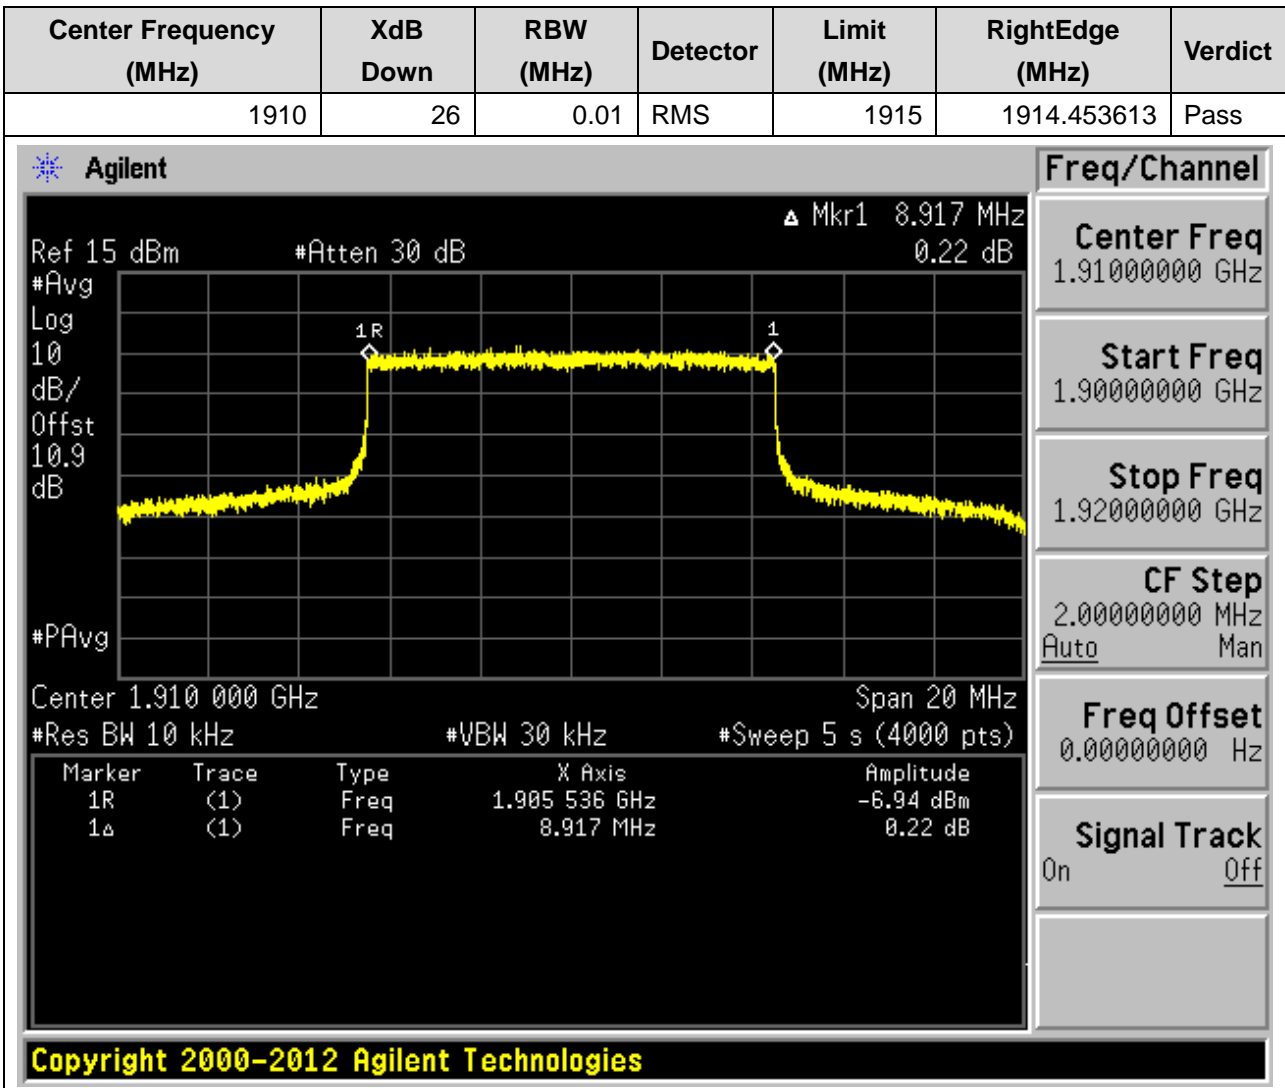 Center Frequency (MHz) XdB Down RBW (MHz) Detector Limit (MHz) RightEdge (MHz) Verdict
1910 26 0.01 RMS 1915 1914.453613 Pass
Agilent
Freq/Channel
Δ Mkr1 8.917 MHz
Ref 15 dBm #Atten 30 dB 0.22 dB
#Avg
Log
10
dB/
Offst
10.9
dB
1R
1
#PAvg
Center 1.910 000 GHz Span 20 MHz
#Res BW 10 kHz #VBW 30 kHz #Sweep 5 s (4000 pts)
Marker Trace Type X Axis Amplitude
1R (1) Freq 1.905 536 GHz -6.94 dBm
1Δ (1) Freq 8.917 MHz 0.22 dB
Center Freq
1.91000000 GHz
Start Freq
1.90000000 GHz
Stop Freq
1.92000000 GHz
CF Step
2.00000000 MHz
Auto Man
Freq Offset
0.00000000 Hz
Signal Track
On Off
Copyright 2000-2012 Agilent Technologies